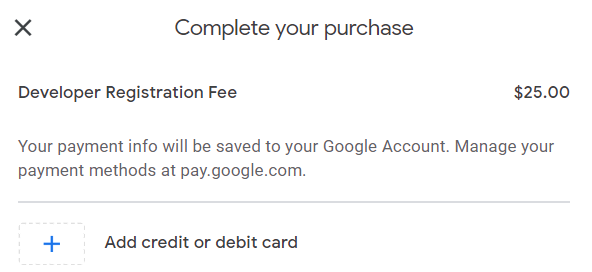 Complete your purchase
Developer Registration Fee $25.00
Your payment info will be saved to your Google Account. Manage your
payment methods at pay.google.com.
Add credit or debit card